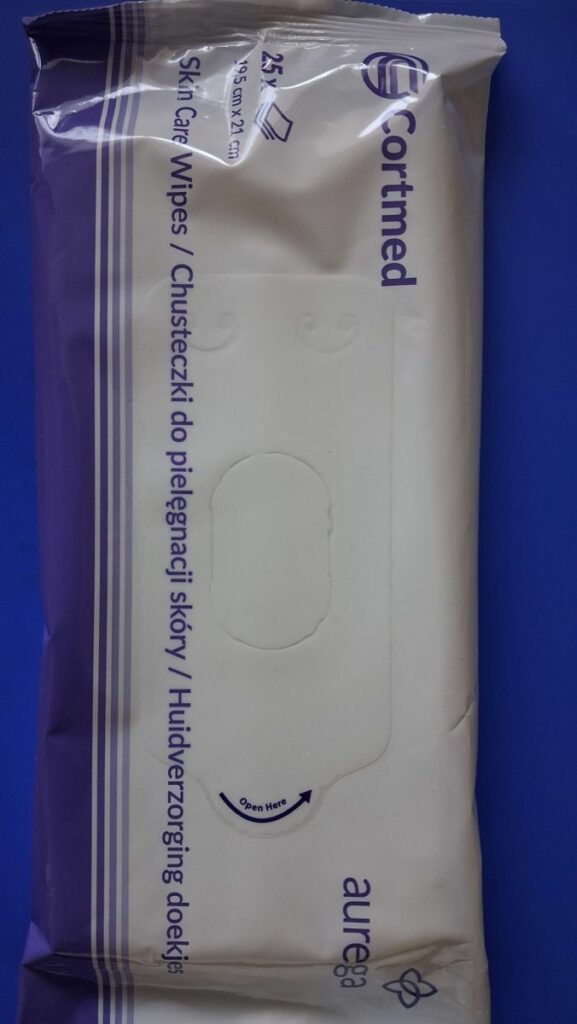 Cortmed
25 x
19,5 cm x 21 cm
Skin Care Wipes / Chusteczki do pielęgnacji skóry / Huidverzorging doekjes
Open Here
aurega